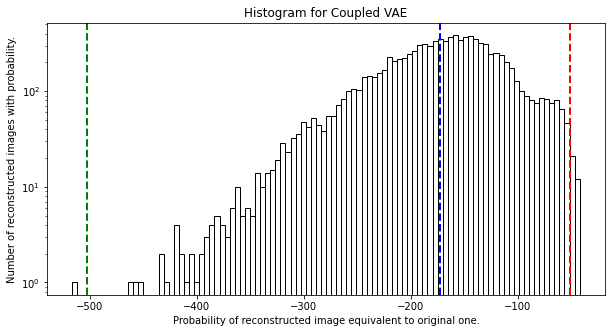 Histogram for Coupled VAE
Number of reconstructed images with probability.
10²
10¹
10⁰
−500
−400
−300
−200
−100
Probability of reconstructed image equivalent to original one.